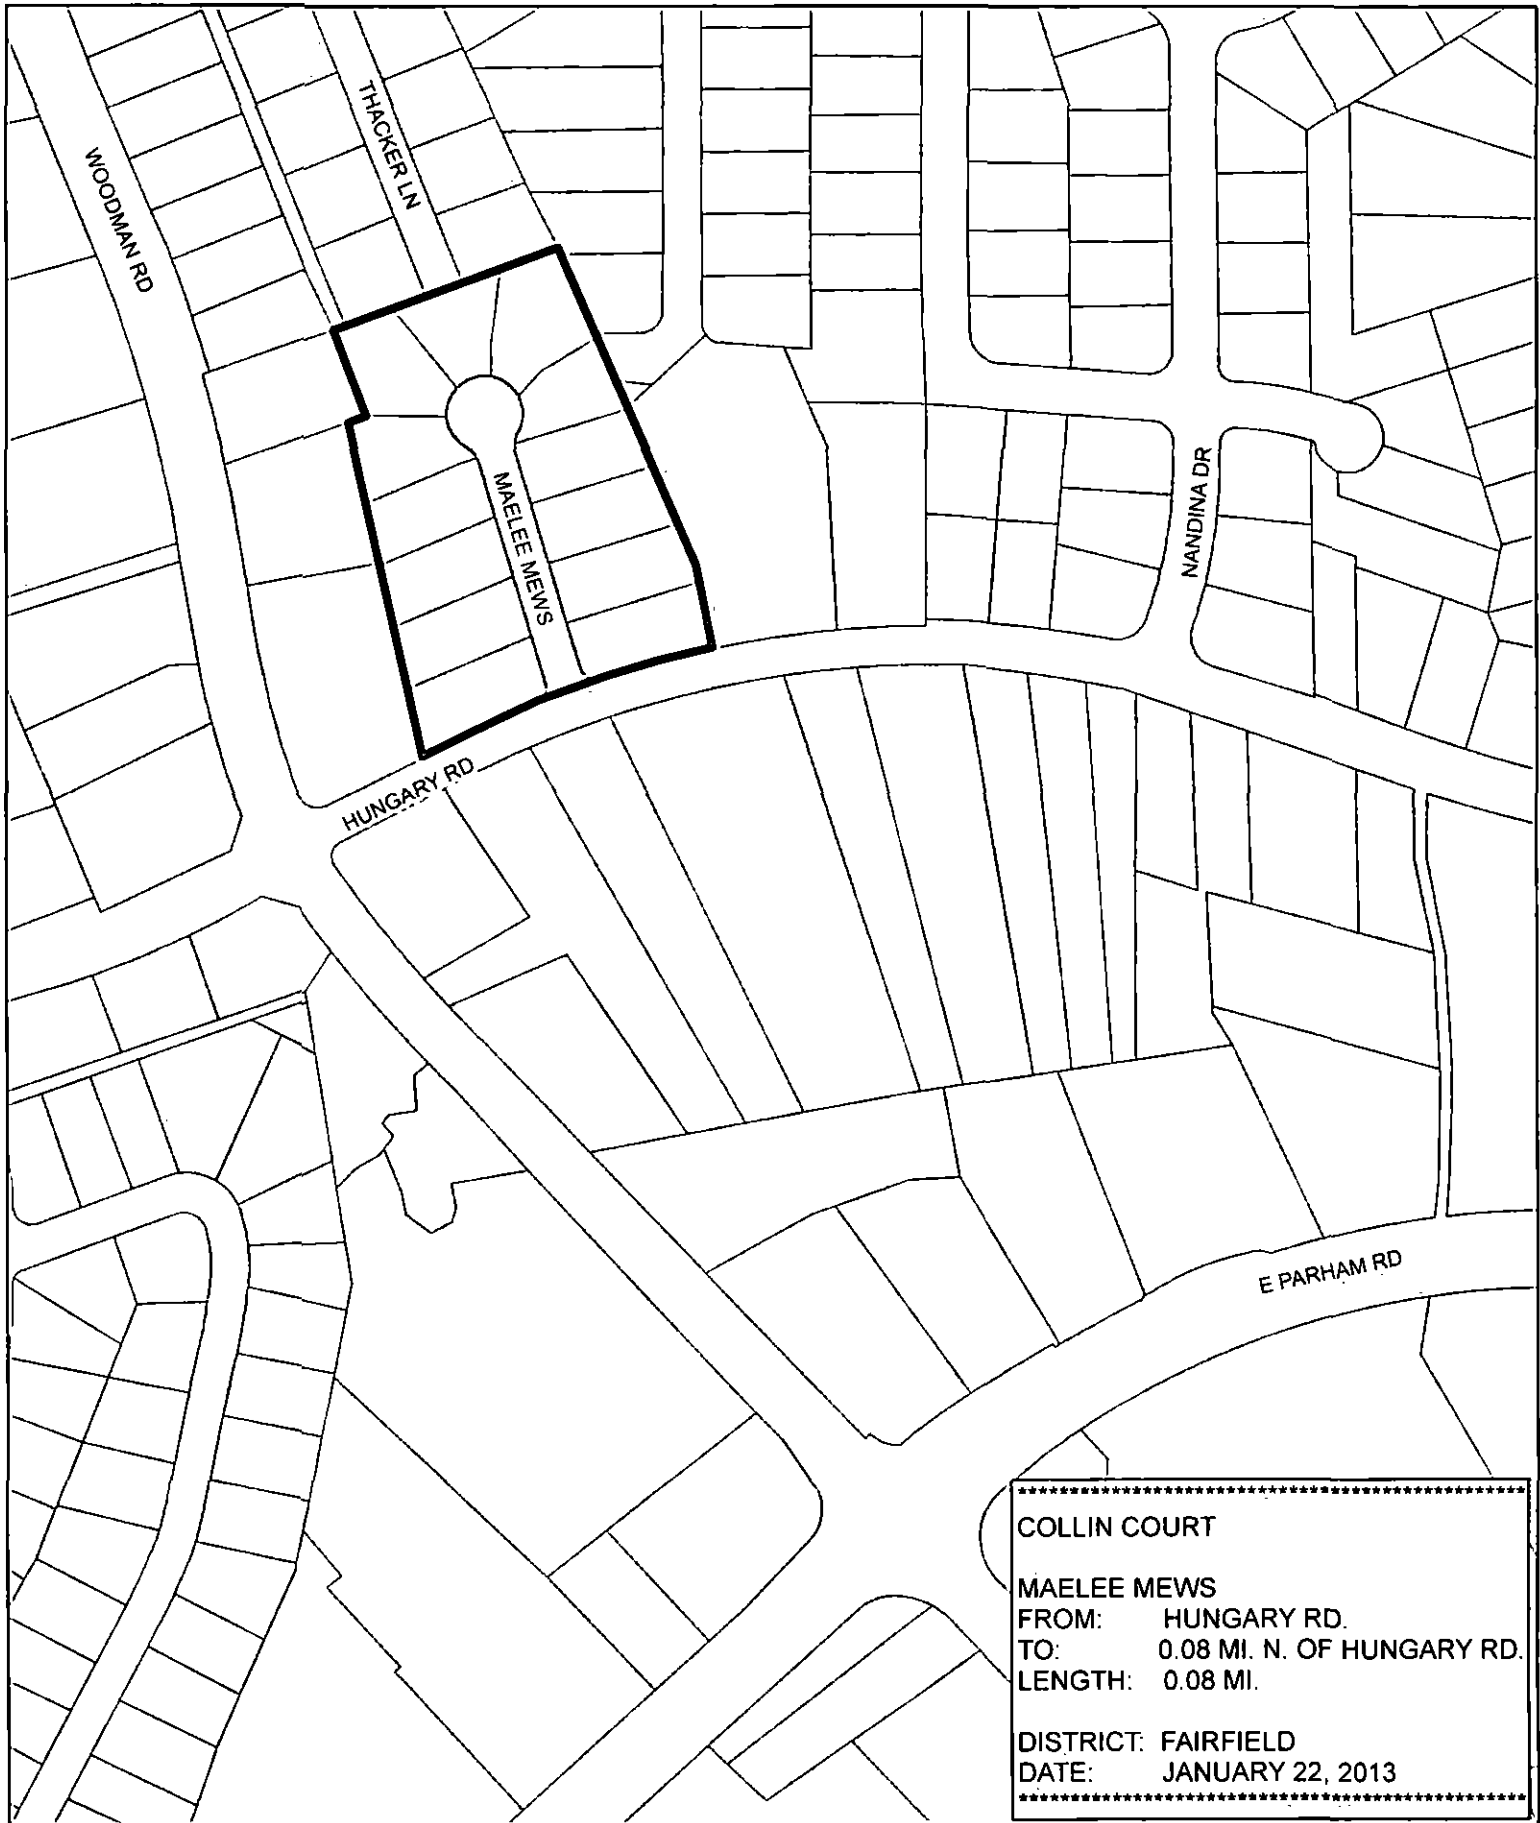 THACKER LN
WOODMAN RD
MAELEE MEWS
NANDINA DR
HUNGARY RD
E PARHAM RD
COLLIN COURT
MAELEE MEWS
FROM: HUNGARY RD.
TO: 0.08 MI. N. OF HUNGARY RD.
LENGTH: 0.08 MI.
DISTRICT: FAIRFIELD
DATE: JANUARY 22, 2013